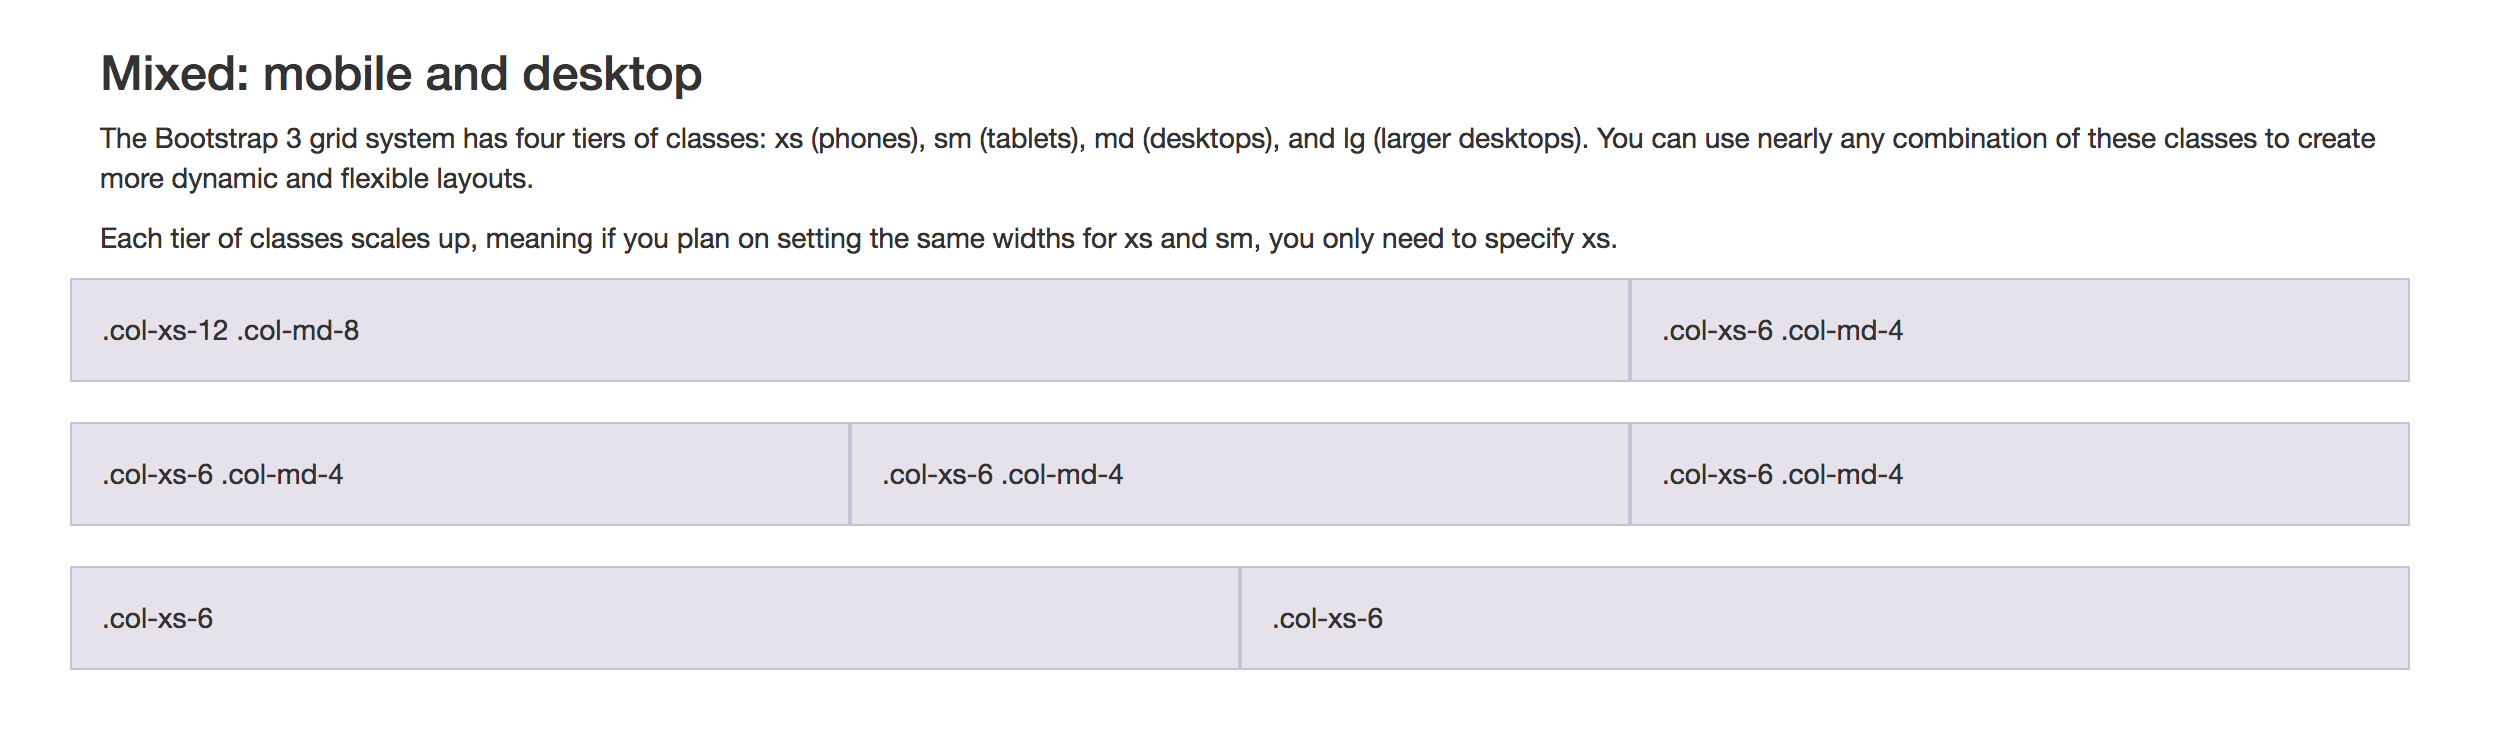 Mixed: mobile and desktop
The Bootstrap 3 grid system has four tiers of classes: xs (phones), sm (tablets), md (desktops), and lg (larger desktops). You can use nearly any combination of these classes to create
more dynamic and flexible layouts.
Each tier of classes scales up, meaning if you plan on setting the same widths for xs and sm, you only need to specify xs.
.col-xs-12 .col-md-8 .col-xs-6 .col-md-4
.col-xs-6 .col-md-4 .col-xs-6 .col-md-4 .col-xs-6 .col-md-4
.col-xs-6 .col-xs-6